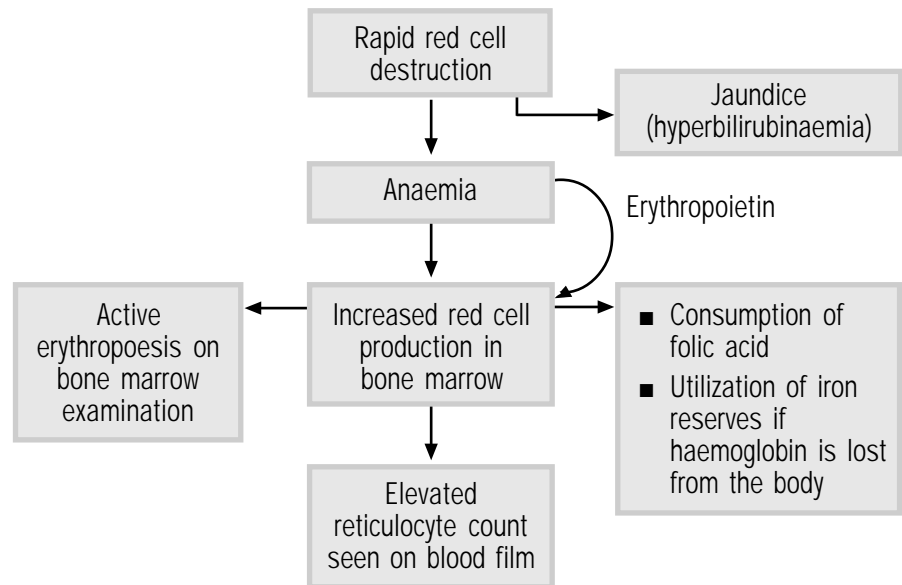 Rapid red cell
destruction
Jaundice
(hyperbilirubinaemia)
Anaemia
Erythropoietin
Active
erythropoesis on
bone marrow
examination
Increased red cell
production in
bone marrow
■ Consumption of
folic acid
■ Utilization of iron
reserves if
haemoglobin is lost
from the body
Elevated
reticulocyte count
seen on blood film